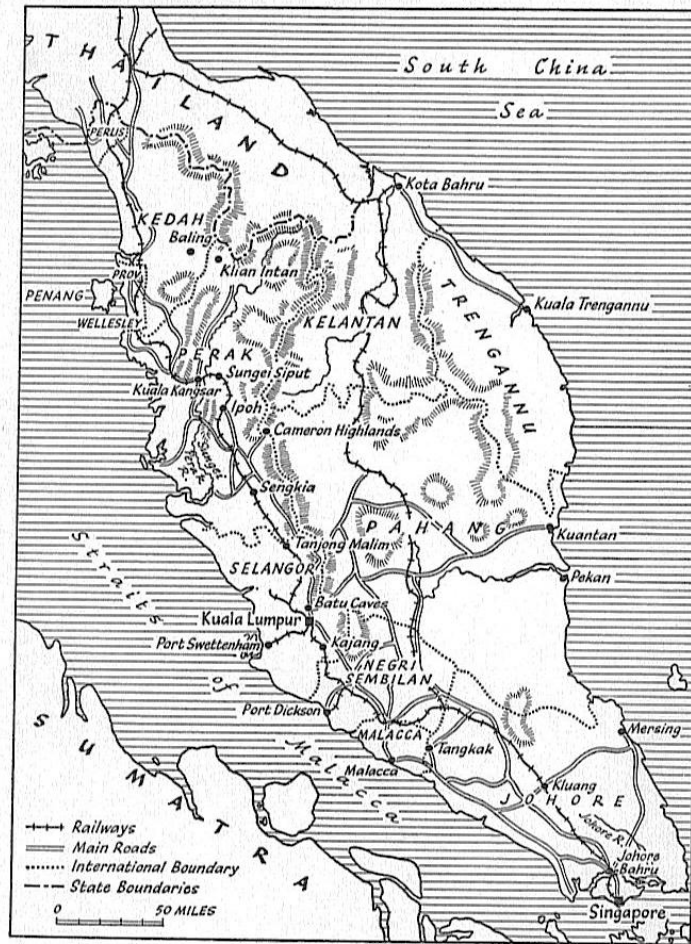 South China
Sea
THAILAND
PERLIS
Kota Bahru
KEDAH
Baling
Klian Intan
PROV
PENANG
WELLESLEY
TRENGANNU
Kuala Trengannu
KELANTAN
PERAK
Sungei Siput
Kuala Kangsar
Ipoh
Cameron Highlands
Sengkia
PAHANG
Kuantan
Tanjong Malim
SELANGOR
Pekan
Batu Caves
Kuala Lumpur
Straits
of
Malacca
Port Swettenham
Kajang
NEGRI
SEMBILAN
Port Dickson
MALACCA
Mersing
Tangkak
Malacca
Kluang
JOHORE
Johore R.
Johore
Bahru
Singapore
SUMATRA
Railways
Main Roads
International Boundary
State Boundaries
0 50 MILES